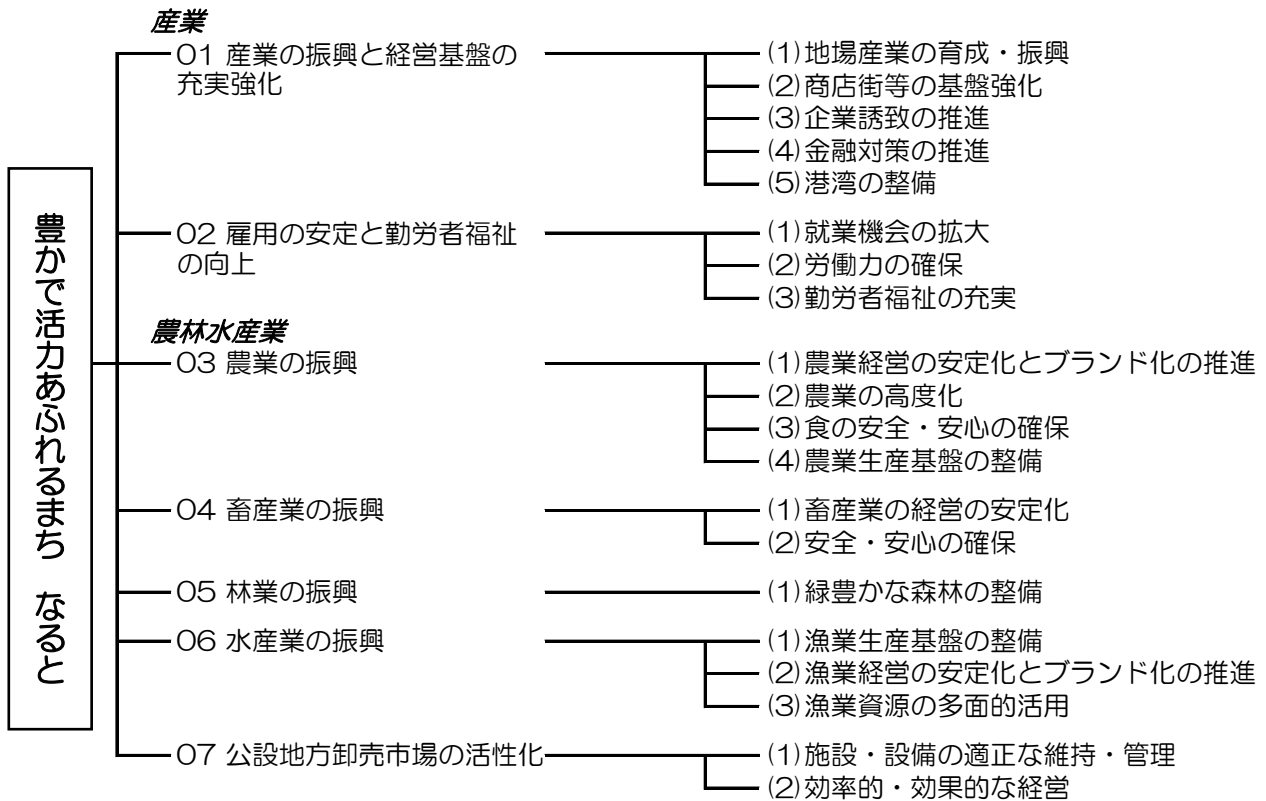 豊かで活力あふれるまち なると
産業
01 産業の振興と経営基盤の
充実強化
(1)地場産業の育成・振興
(2)商店街等の基盤強化
(3)企業誘致の推進
(4)金融対策の推進
(5)港湾の整備
02 雇用の安定と勤労者福祉
の向上
(1)就業機会の拡大
(2)労働力の確保
(3)勤労者福祉の充実
農林水産業
03 農業の振興
(1)農業経営の安定化とブランド化の推進
(2)農業の高度化
(3)食の安全・安心の確保
(4)農業生産基盤の整備
04 畜産業の振興
(1)畜産業の経営の安定化
(2)安全・安心の確保
05 林業の振興
(1)緑豊かな森林の整備
06 水産業の振興
(1)漁業生産基盤の整備
(2)漁業経営の安定化とブランド化の推進
(3)漁業資源の多面的活用
07 公設地方卸売市場の活性化
(1)施設・設備の適正な維持・管理
(2)効率的・効果的な経営